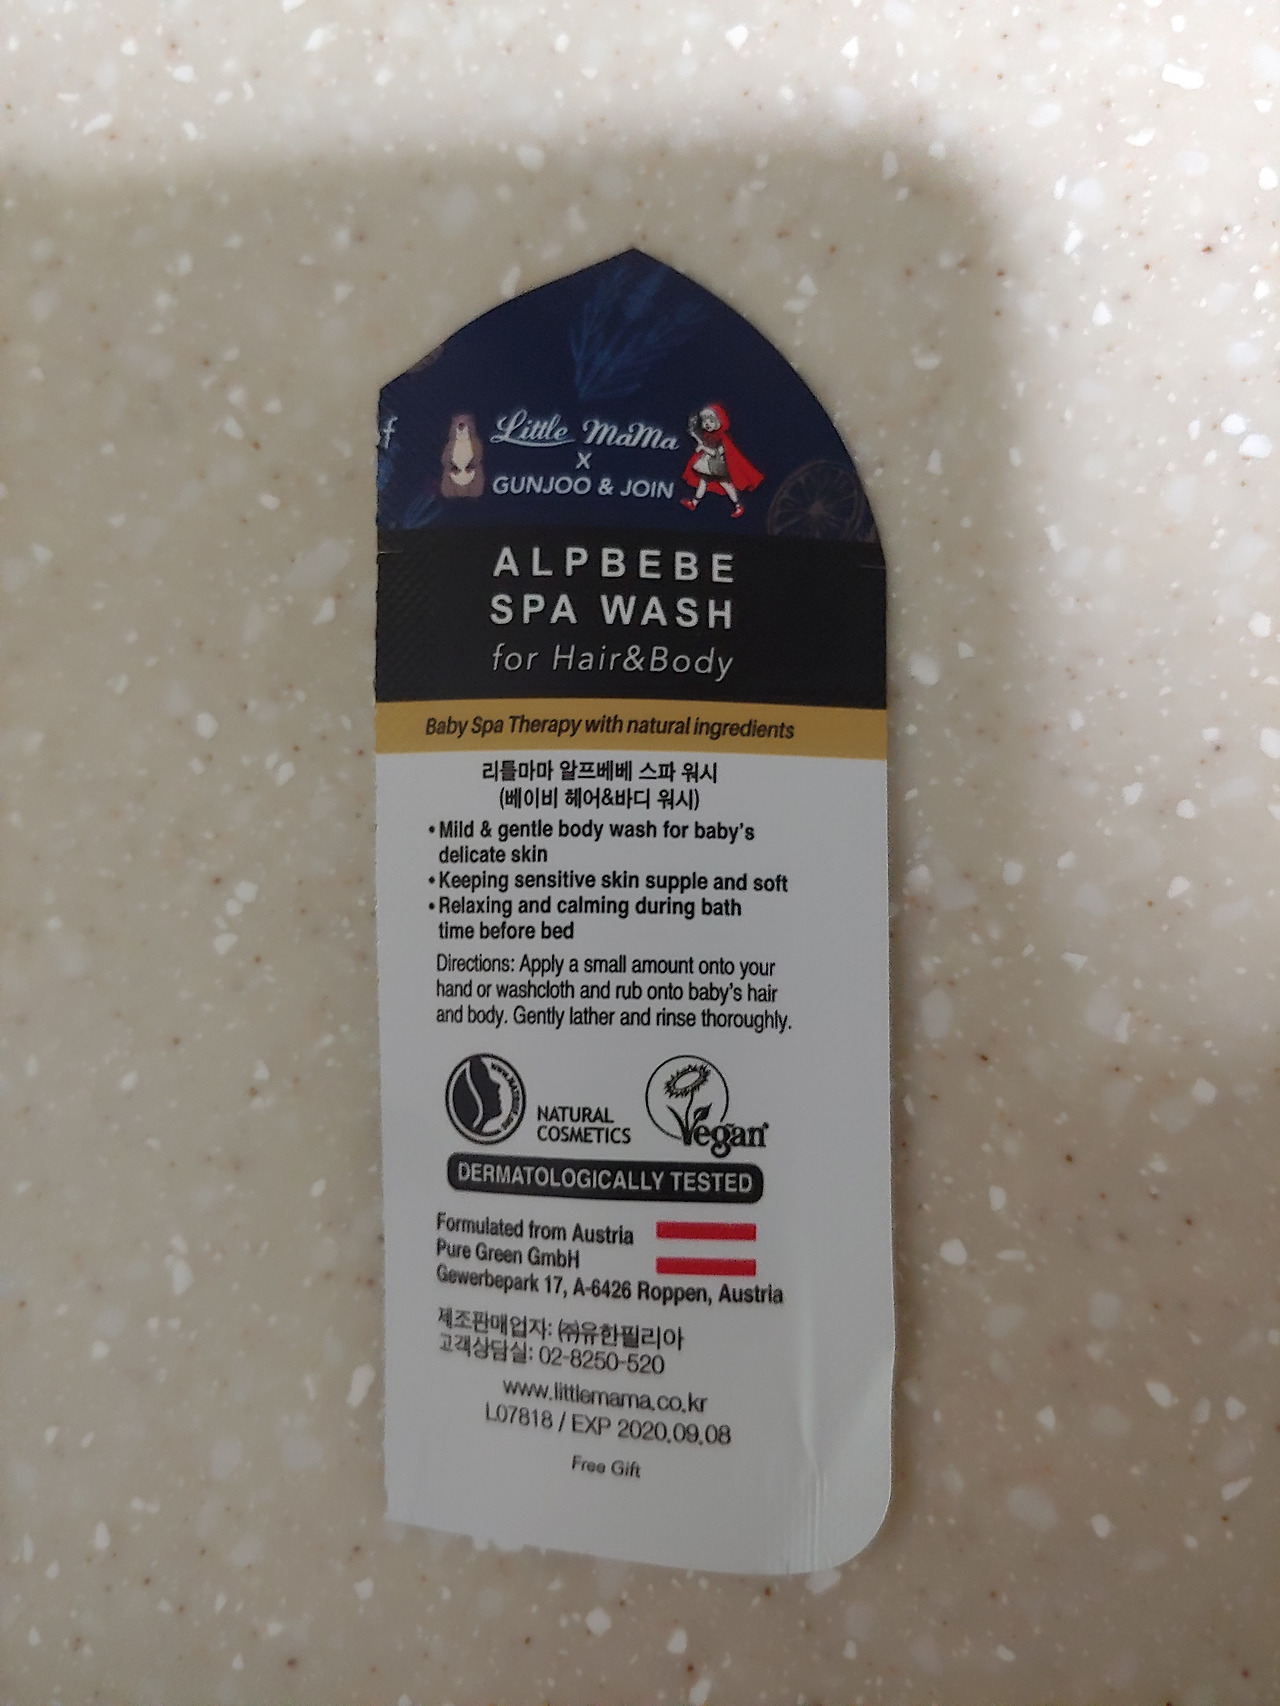 f
Little MaMa
X
GUNJOO & JOIN
ALPBEBE
SPA WASH
for Hair&Body
Baby Spa Therapy with natural ingredients
리틀마마 알프베베 스파 워시
(베이비 헤어&바디 워시)
• Mild & gentle body wash for baby's
delicate skin
• Keeping sensitive skin supple and soft
• Relaxing and calming during bath
time before bed
Directions: Apply a small amount onto your
hand or washcloth and rub onto baby's hair
and body. Gently lather and rinse thoroughly.
NATURAL
COSMETICS
Vegan
DERMATOLOGICALLY TESTED
Formulated from Austria
Pure Green GmbH
Gewerbepark 17, A-6426 Roppen, Austria
제조판매업자: ㈜유한필리아
고객상담실: 02-8250-520
www.littlemama.co.kr
L07818 / EXP 2020.09.08
Free Gift